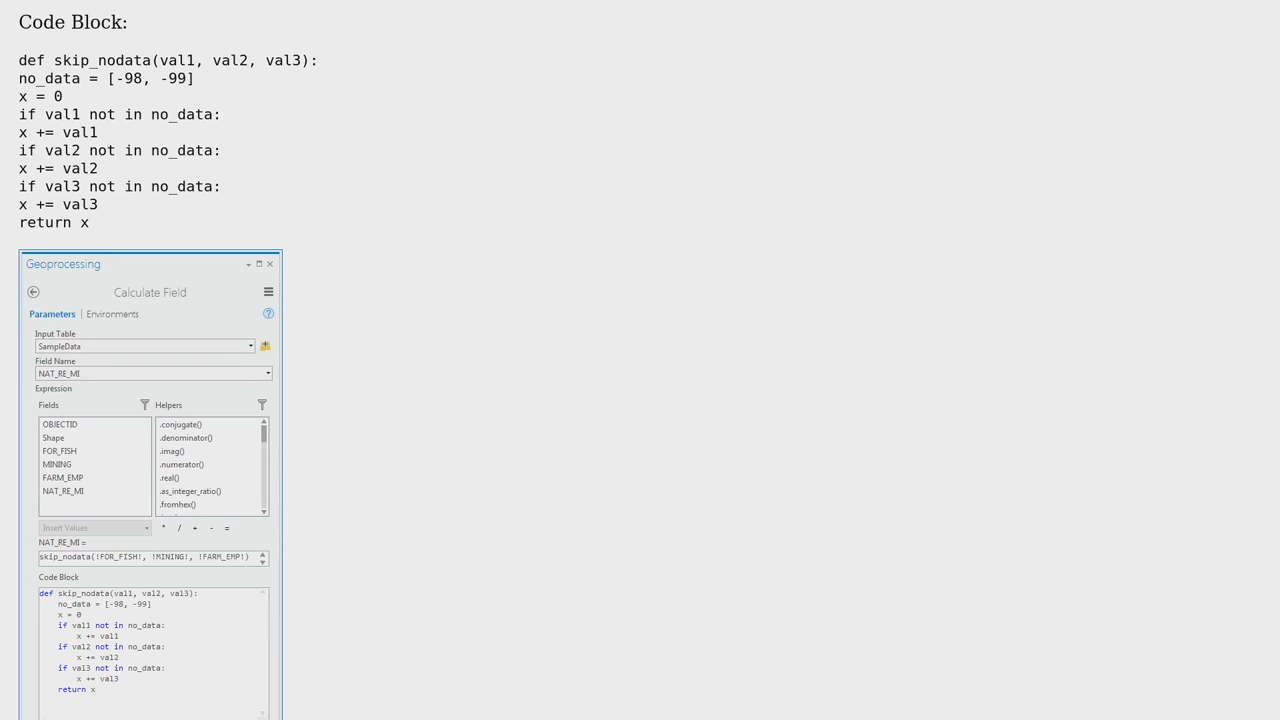 Code Block:
def skip_nodata(val1, val2, val3):
no_data = [-98, -99]
x = 0
if val1 not in no_data:
x += val1
if val2 not in no_data:
x += val2
if val3 not in no_data:
x += val3
return x
Geoprocessing
Calculate Field
Parameters | Environments
Input Table
SampleData
Field Name
NAT_RE_MI
Expression
Fields Helpers
OBJECTID .conjugate()
Shape .denominator()
FOR_FISH .imag()
MINING .numerator()
FARM_EMP .real()
NAT_RE_MI .as_integer_ratio()
.fromhex()
Insert Values * / + - =
NAT_RE_MI =
skip_nodata(!FOR_FISH!, !MINING!, !FARM_EMP!)
Code Block
def skip_nodata(val1, val2, val3):
    no_data = [-98, -99]
    x = 0
    if val1 not in no_data:
        x += val1
    if val2 not in no_data:
        x += val2
    if val3 not in no_data:
        x += val3
    return x